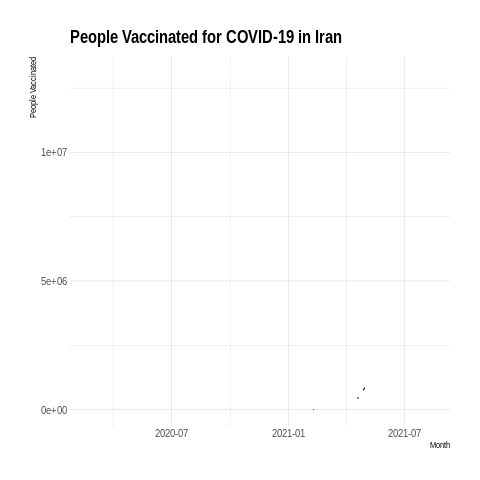 People Vaccinated for COVID-19 in Iran
People Vaccinated
1e+07
5e+06
0e+00
2020-07
2021-01
2021-07
Month